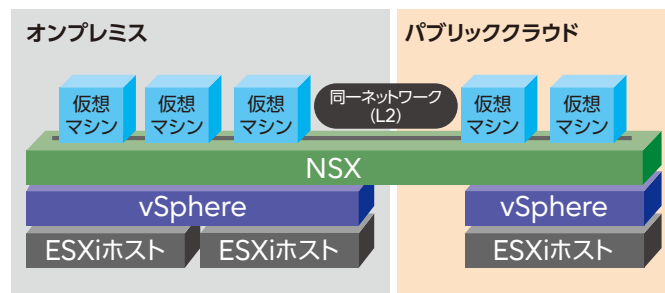 オンプレミス
パブリッククラウド
仮想
マシン
仮想
マシン
仮想
マシン
同一ネットワーク
(L2)
仮想
マシン
仮想
マシン
NSX
vSphere
vSphere
ESXiホスト
ESXiホスト
ESXiホスト